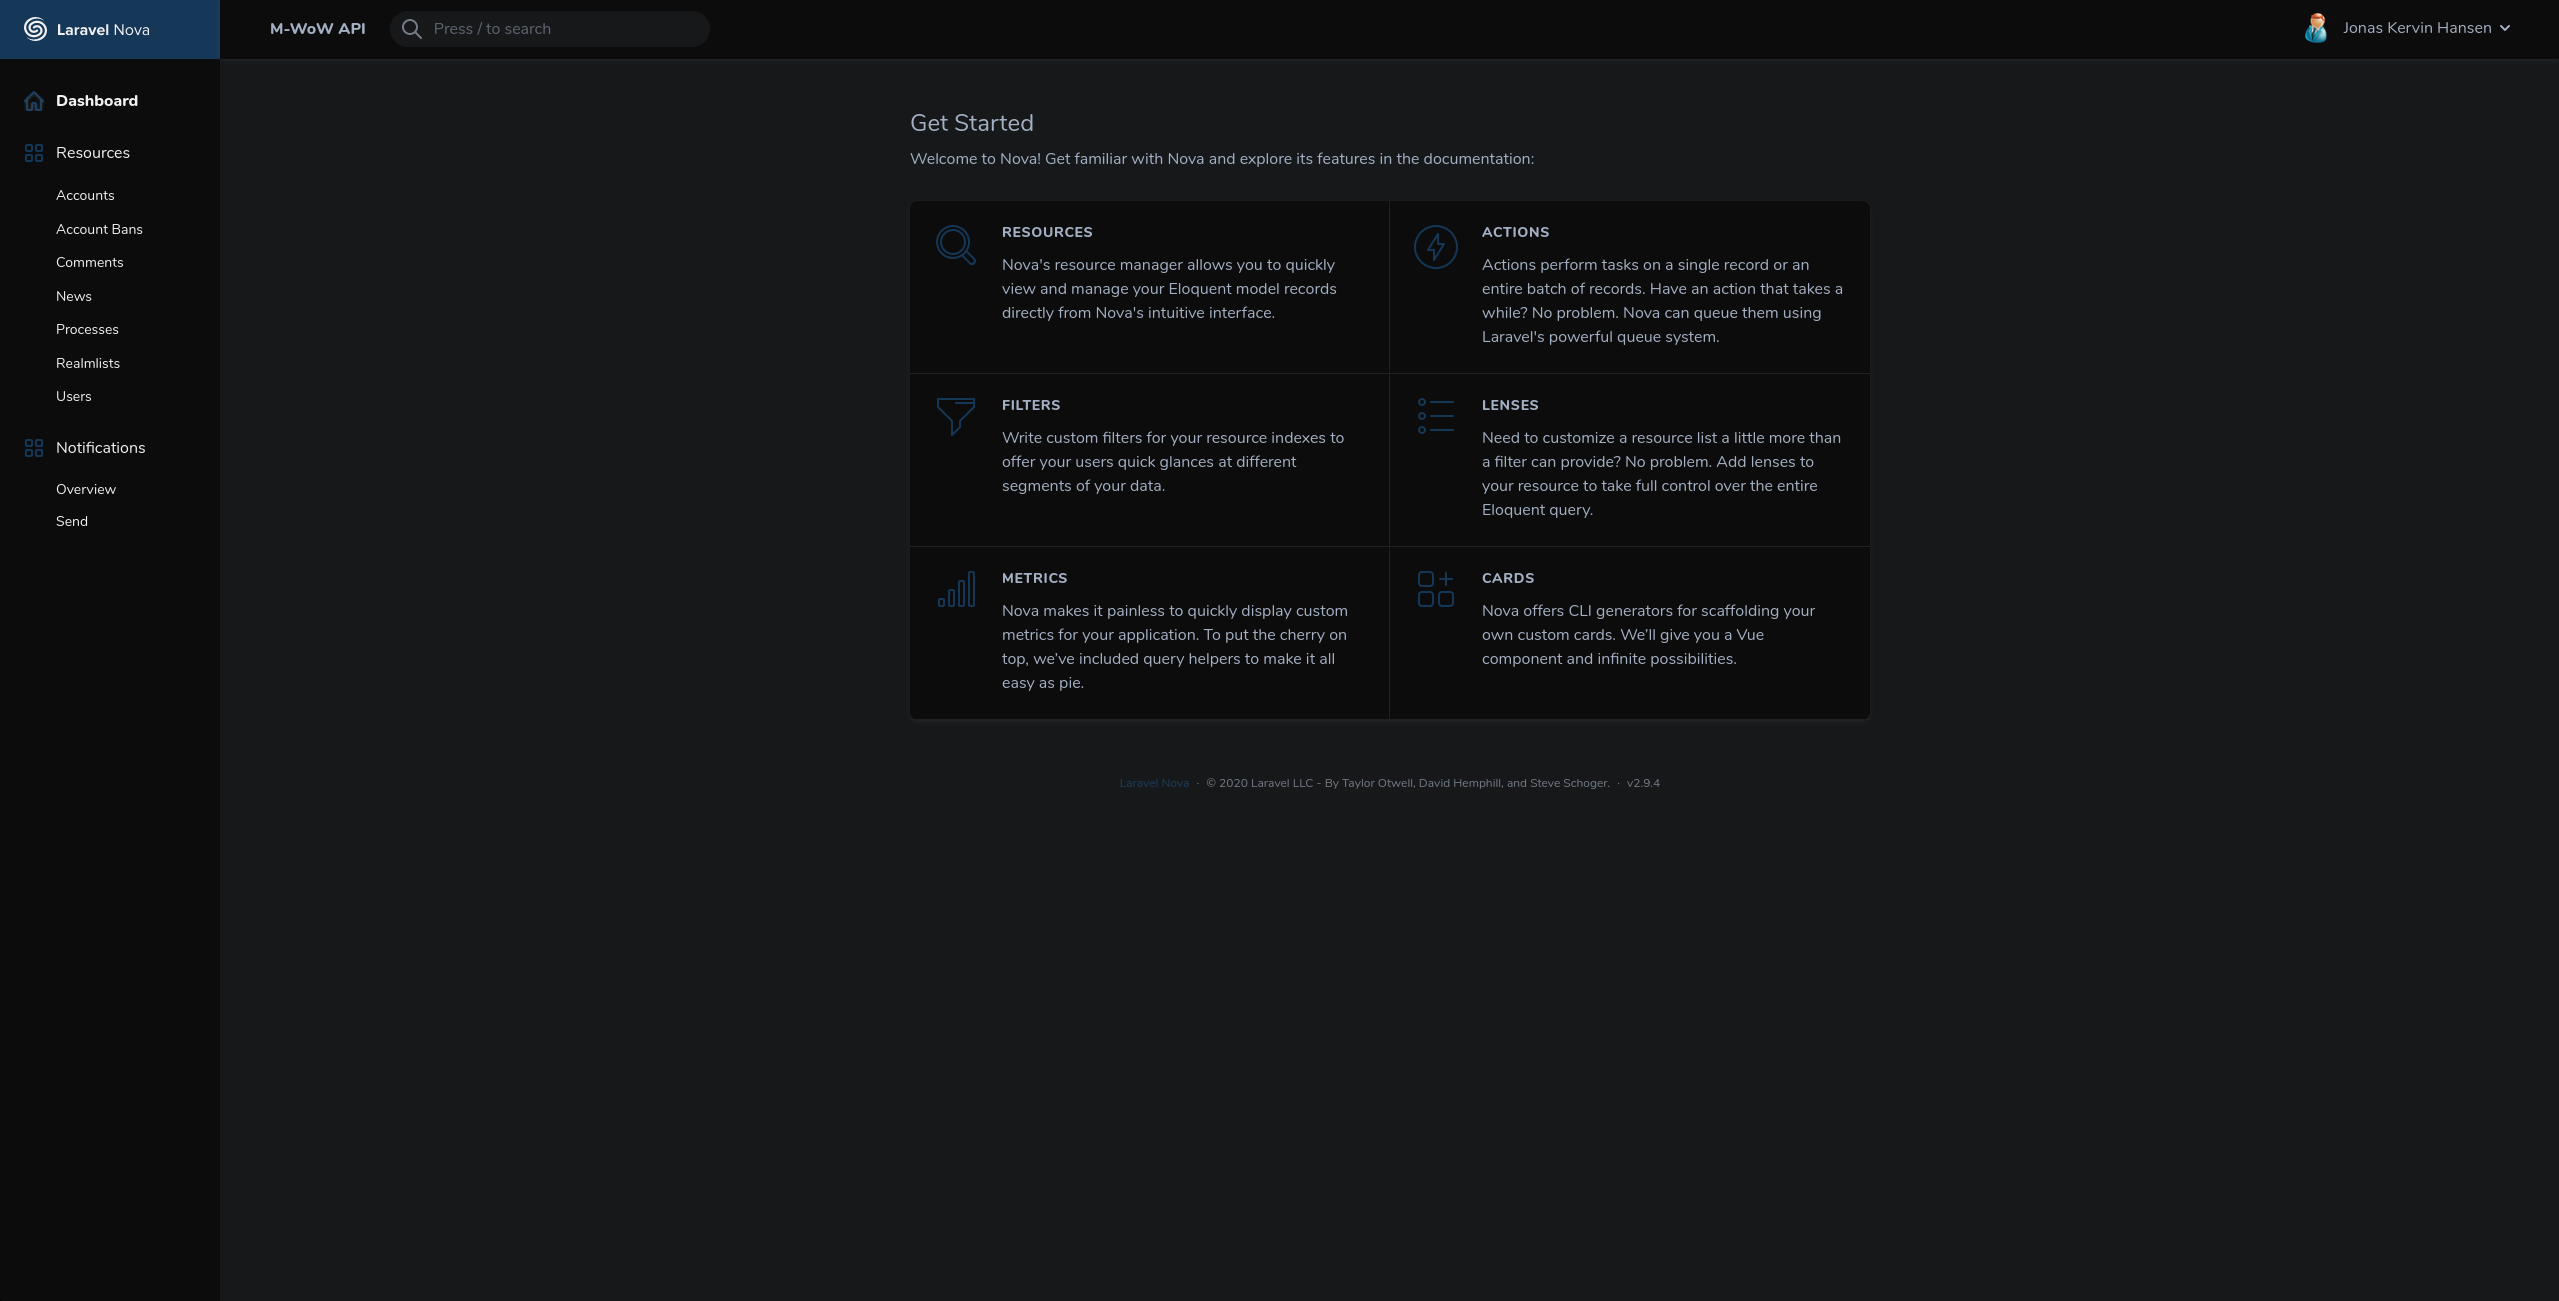 Laravel Nova
M-WoW API
Press / to search
Jonas Kervin Hansen
Dashboard
Resources
Accounts
Account Bans
Comments
News
Processes
Realmlists
Users
Notifications
Overview
Send
Get Started
Welcome to Nova! Get familiar with Nova and explore its features in the documentation:
RESOURCES
Nova's resource manager allows you to quickly
view and manage your Eloquent model records
directly from Nova's intuitive interface.
ACTIONS
Actions perform tasks on a single record or an
entire batch of records. Have an action that takes a
while? No problem. Nova can queue them using
Laravel's powerful queue system.
FILTERS
Write custom filters for your resource indexes to
offer your users quick glances at different
segments of your data.
LENSES
Need to customize a resource list a little more than
a filter can provide? No problem. Add lenses to
your resource to take full control over the entire
Eloquent query.
METRICS
Nova makes it painless to quickly display custom
metrics for your application. To put the cherry on
top, we’ve included query helpers to make it all
easy as pie.
CARDS
Nova offers CLI generators for scaffolding your
own custom cards. We’ll give you a Vue
component and infinite possibilities.
Laravel Nova · © 2020 Laravel LLC - By Taylor Otwell, David Hemphill, and Steve Schoger. · v2.9.4